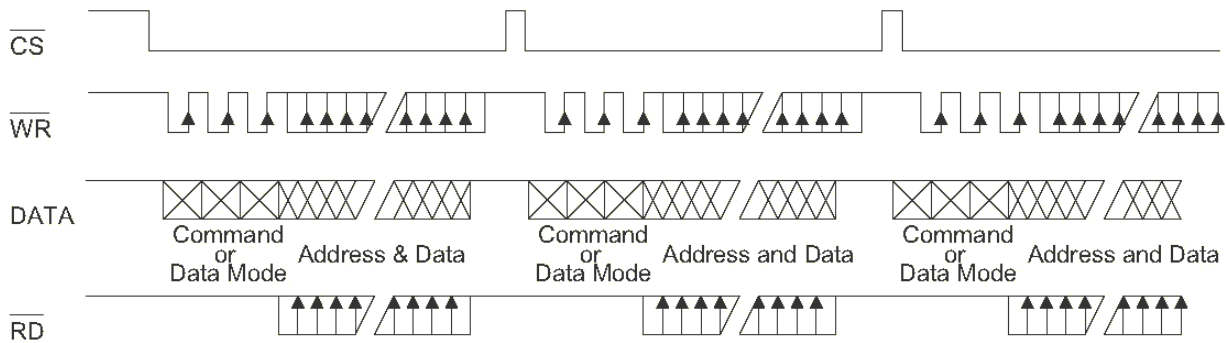 CS
WR
DATA
Command
or
Data Mode
Address & Data
Command
or
Data Mode
Address and Data
Command
or
Data Mode
Address and Data
RD